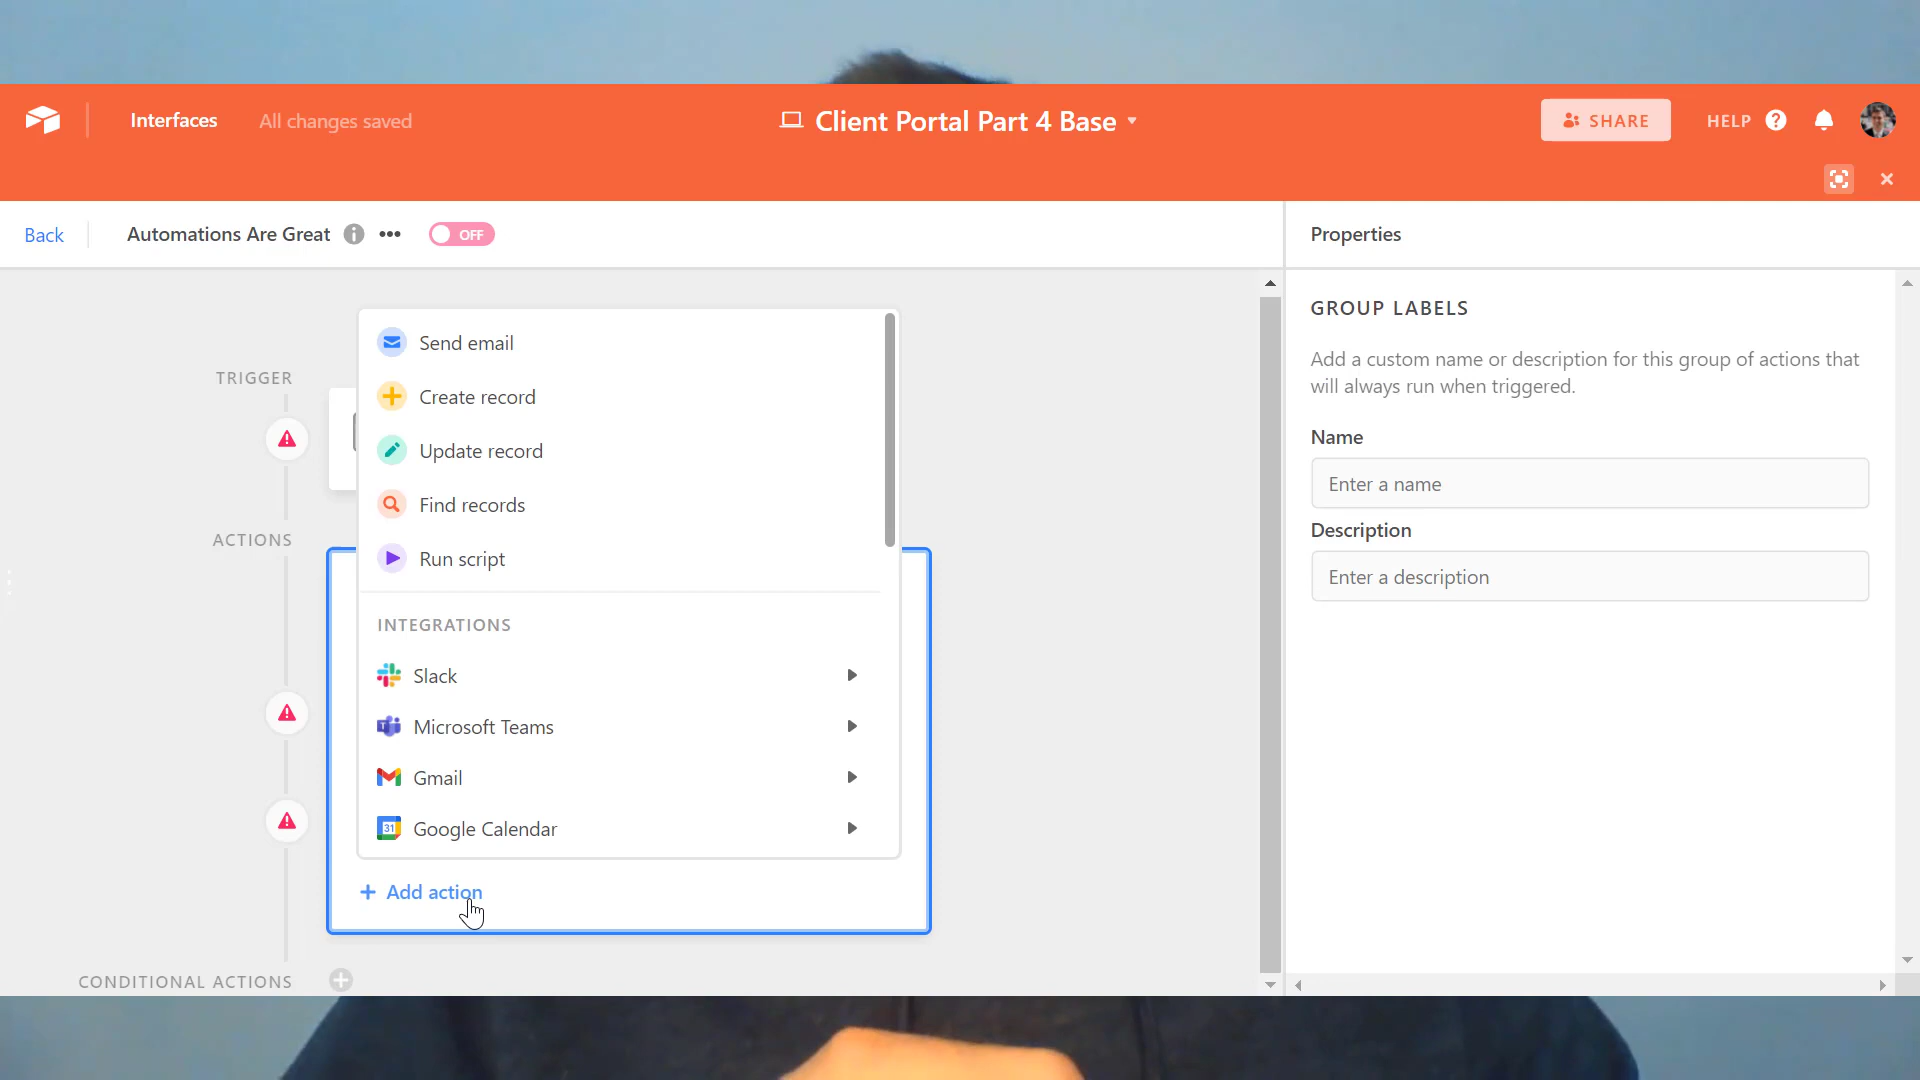 Interfaces
All changes saved
Client Portal Part 4 Base
SHARE
HELP
Back
Automations Are Great
OFF
Properties
TRIGGER
ACTIONS
CONDITIONAL ACTIONS
Send email
Create record
Update record
Find records
Run script
INTEGRATIONS
Slack
Microsoft Teams
Gmail
31
Google Calendar
+ Add action
GROUP LABELS
Add a custom name or description for this group of actions that
will always run when triggered.
Name
Enter a name
Description
Enter a description